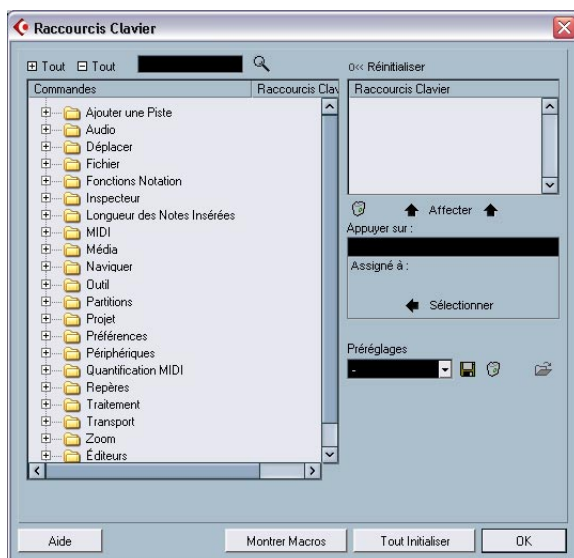 Raccourcis Clavier
Tout Tout
Réinitialiser
Commandes Raccourcis Clav
Raccourcis Clavier
Ajouter une Piste
Audio
Déplacer
Fichier
Fonctions Notation
Inspecteur
Longueur des Notes Insérées
MIDI
Média
Naviguer
Outil
Partitions
Projet
Préférences
Périphériques
Quantification MIDI
Repères
Traitement
Transport
Zoom
Éditeurs
Affecter
Appuyer sur :
Assigné à :
Sélectionner
Préréglages
-
Aide Montrer Macros Tout Initialiser OK